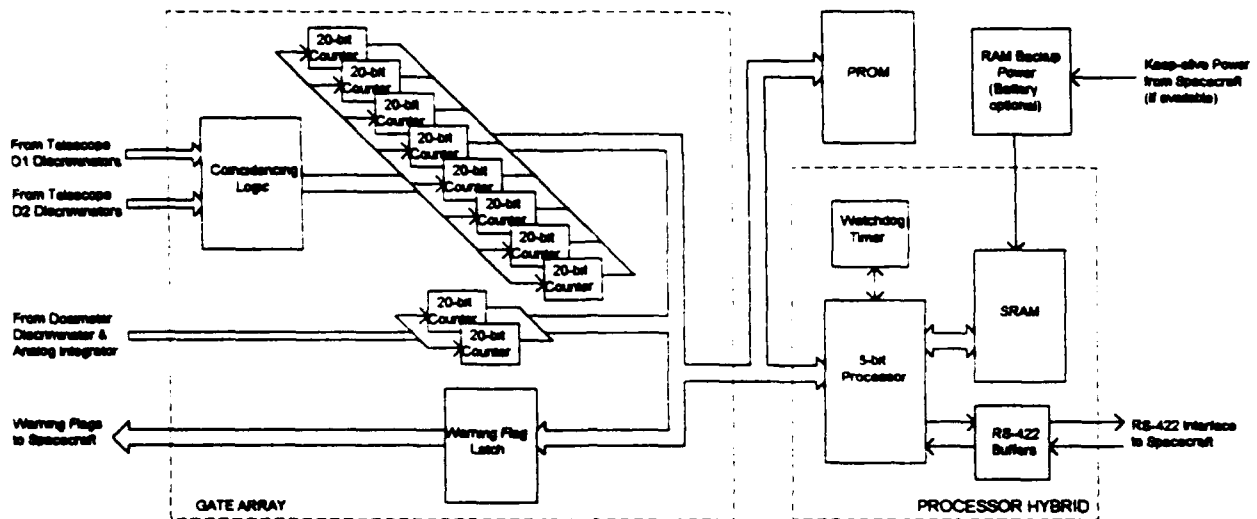 20-bit
Counter
20-bit
Counter
20-bit
Counter
20-bit
Counter
20-bit
Counter
20-bit
Counter
20-bit
Counter
20-bit
Counter
From Telescope
D1 Discriminators
From Telescope
D2 Discriminators
Coincidencing
Logic
From Dosimeter
Discriminator &
Analog Integrator
20-bit
Counter
20-bit
Counter
Warning Flags
to Spacecraft
Warning Flag
Latch
GATE ARRAY
PROM
RAM Backup
Power
(Battery
optional)
Keep-alive Power
from Spacecraft
(if available)
Watchdog
Timer
SRAM
8-bit
Processor
RS-422
Buffers
RS-422 Interface
to Spacecraft
PROCESSOR HYBRID